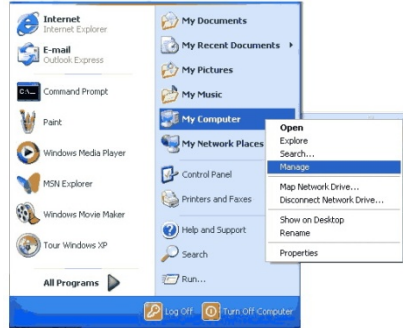 Internet
Internet Explorer
E-mail
Outlook Express
Command Prompt
Paint
Windows Media Player
MSN Explorer
Windows Movie Maker
Tour Windows XP
All Programs
My Documents
My Recent Documents
My Pictures
My Music
My Computer
My Network Places
Control Panel
Printers and Faxes
Help and Support
Search
Run...
Log Off
Turn Off Computer
Open
Explore
Search...
Manage
Map Network Drive...
Disconnect Network Drive...
Show on Desktop
Rename
Properties